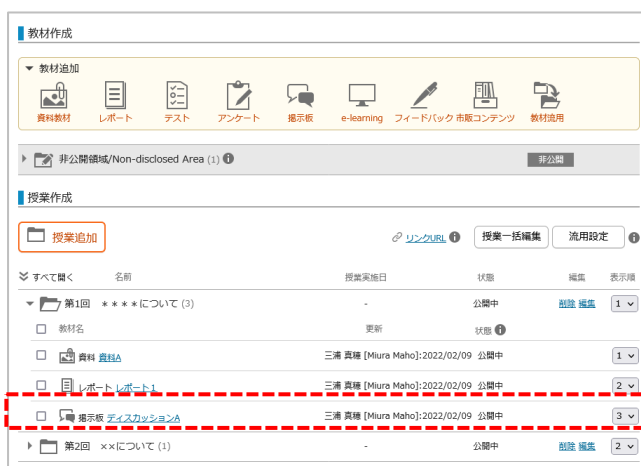 教材作成
▼ 教材追加
資料教材 レポート テスト アンケート 掲示板 e-learning フィードバック 市販コンテンツ 教材流用
非公開領域/Non-disclosed Area (1) 非公開
授業作成
授業追加 リンクURL 授業一括編集 流用設定
すべて開く 名前 授業実施日 状態 編集 表示順
第1回 ＊＊＊＊について (3) - 公開中 削除 編集 1
教材名 更新 状態
資料 資料A 三浦 真穂 [Miura Maho]:2022/02/09 公開中 1
レポート レポート1 三浦 真穂 [Miura Maho]:2022/02/09 公開中 2
掲示板 ディスカッションA 三浦 真穂 [Miura Maho]:2022/02/09 公開中 3
第2回 ××について (1) - 公開中 削除 編集 2